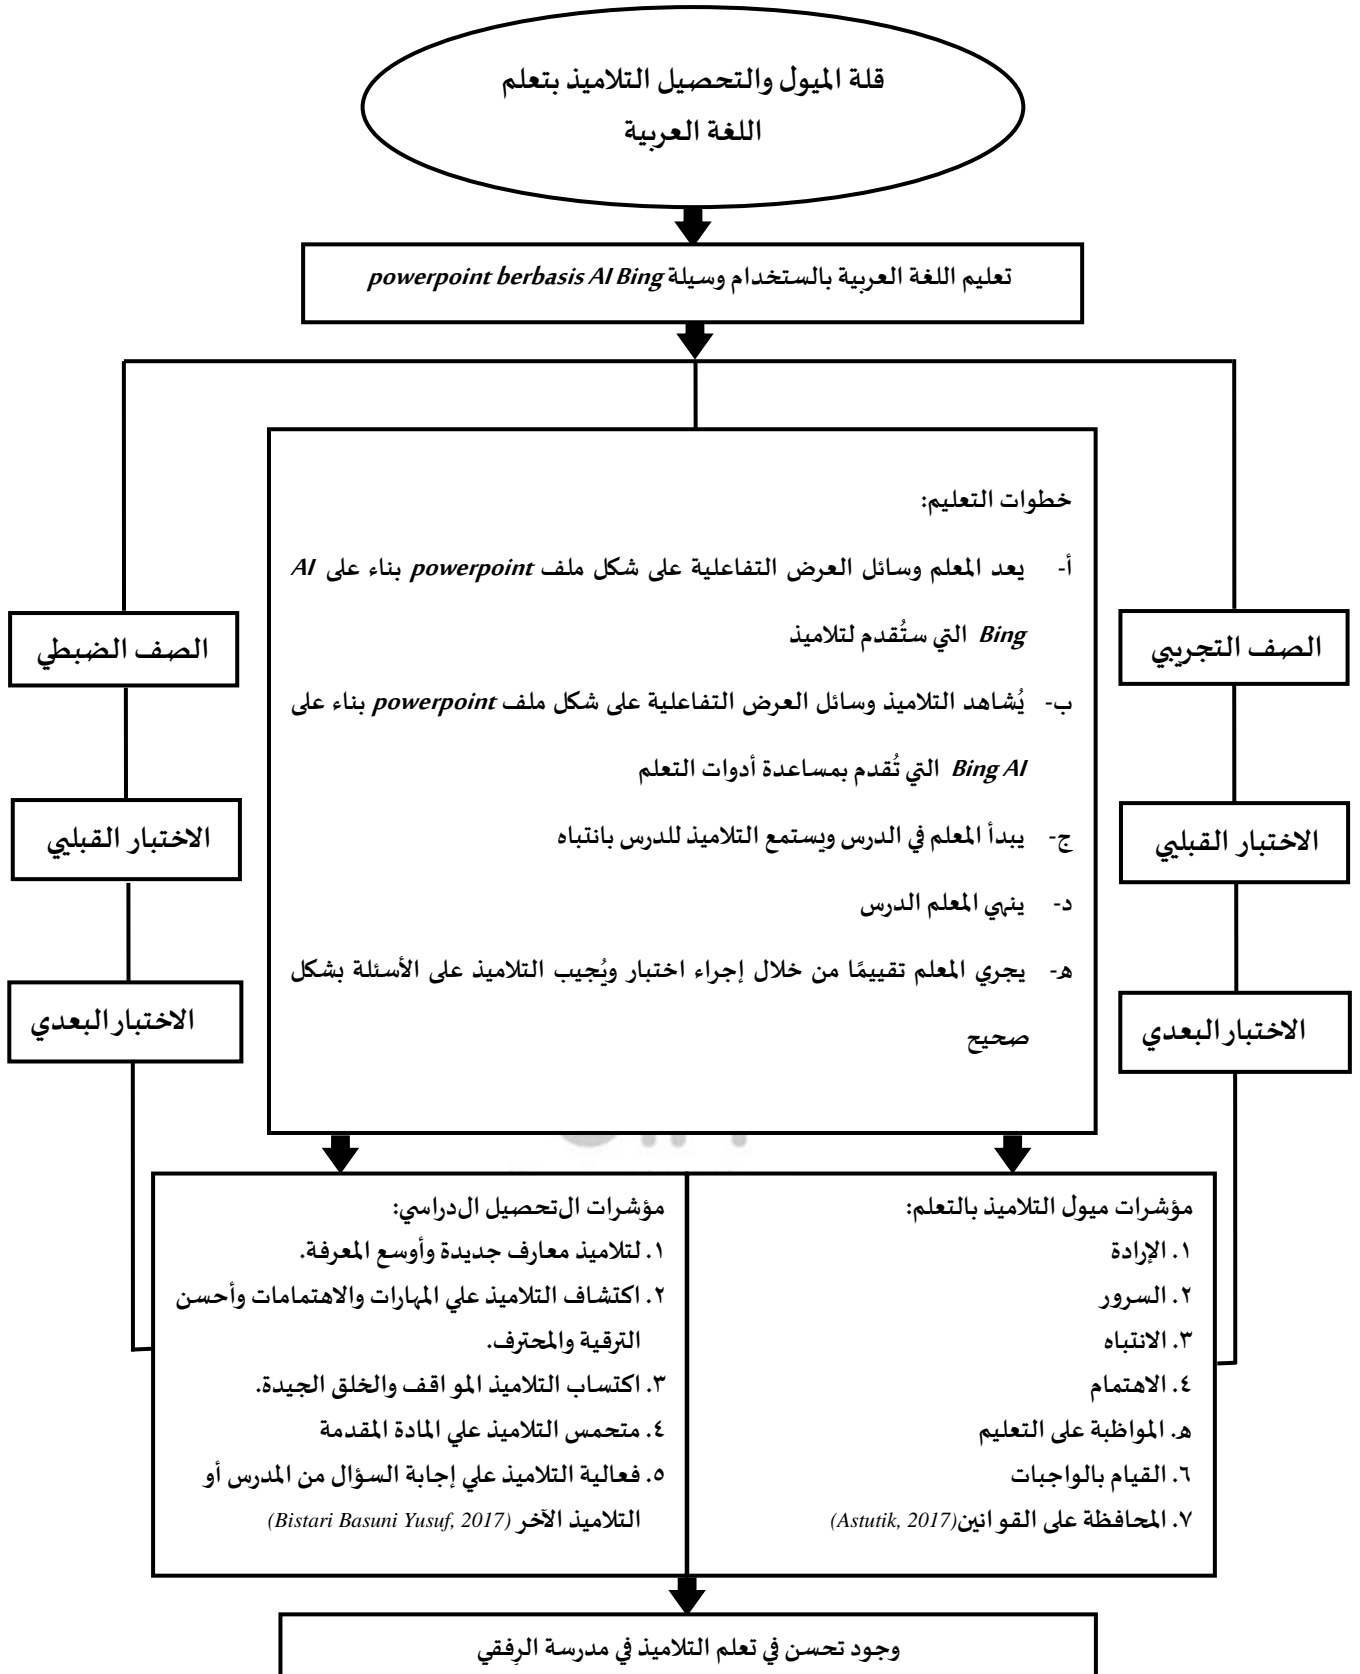 قلة الميول والتحصيل التلاميذ بتعلم
اللغة العربية
تعليم اللغة العربية بالستخدام وسيلة powerpoint berbasis AI Bing
خطوات التعليم:
أ- يعد المعلم وسائل العرض التفاعلية على شكل ملف powerpoint بناء على AI
Bing التي ستُقدم لتلاميذ
ب- يُشاهد التلاميذ وسائل العرض التفاعلية على شكل ملف powerpoint بناء على
Bing AI التي تُقدم بمساعدة أدوات التعلم
ج- يبدأ المعلم في الدرس ويستمع التلاميذ للدرس بانتباه
د- ينهي المعلم الدرس
هـ- يجري المعلم تقييمًا من خلال إجراء اختبار ويُجيب التلاميذ على الأسئلة بشكل
صحيح
الصف التجريبي
الاختبار القبلي
الاختبار البعدي
الصف الضبطي
الاختبار القبلي
الاختبار البعدي
مؤشرات ميول التلاميذ بالتعلم:
١. الإرادة
٢. السرور
٣. الانتباه
٤. الاهتمام
ه. المواظبة على التعليم
٦. القيام بالواجبات
٧. المحافظة على القوانين (Astutik, 2017)
مؤشرات التحصيل الدراسي:
١. لتلاميذ معارف جديدة وأوسع المعرفة.
٢. اكتشاف التلاميذ علي المهارات والاهتمامات وأحسن
الترقية والمحترف.
٣. اكتساب التلاميذ المواقف والخلق الجيدة.
٤. متحمس التلاميذ علي المادة المقدمة
٥. فعالية التلاميذ علي إجابة السؤال من المدرس أو
التلاميذ الآخر (Bistari Basuni Yusuf, 2017)
وجود تحسن في تعلم التلاميذ في مدرسة الرفقي